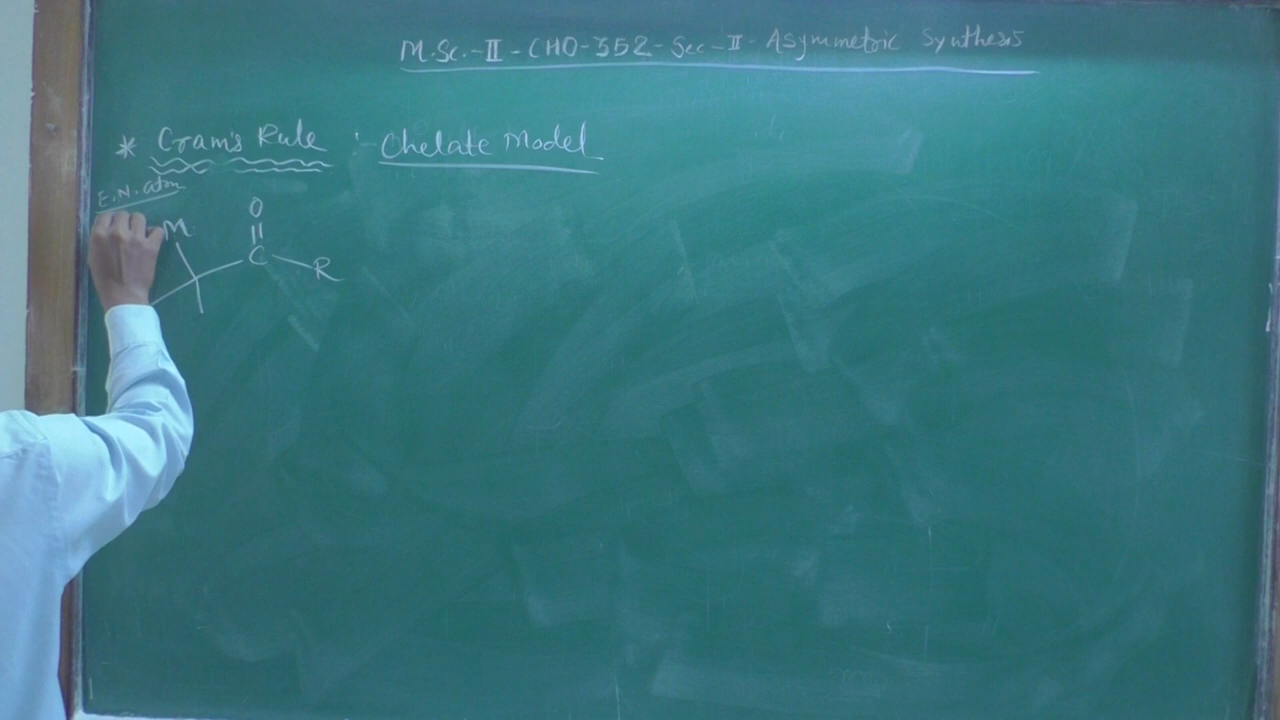 M.Sc.-II-CHO-352-Sec-II-Asymmetric Synthesis
* Cram's Rule :- Chelate Model
E.N. atom
O
M
C
R